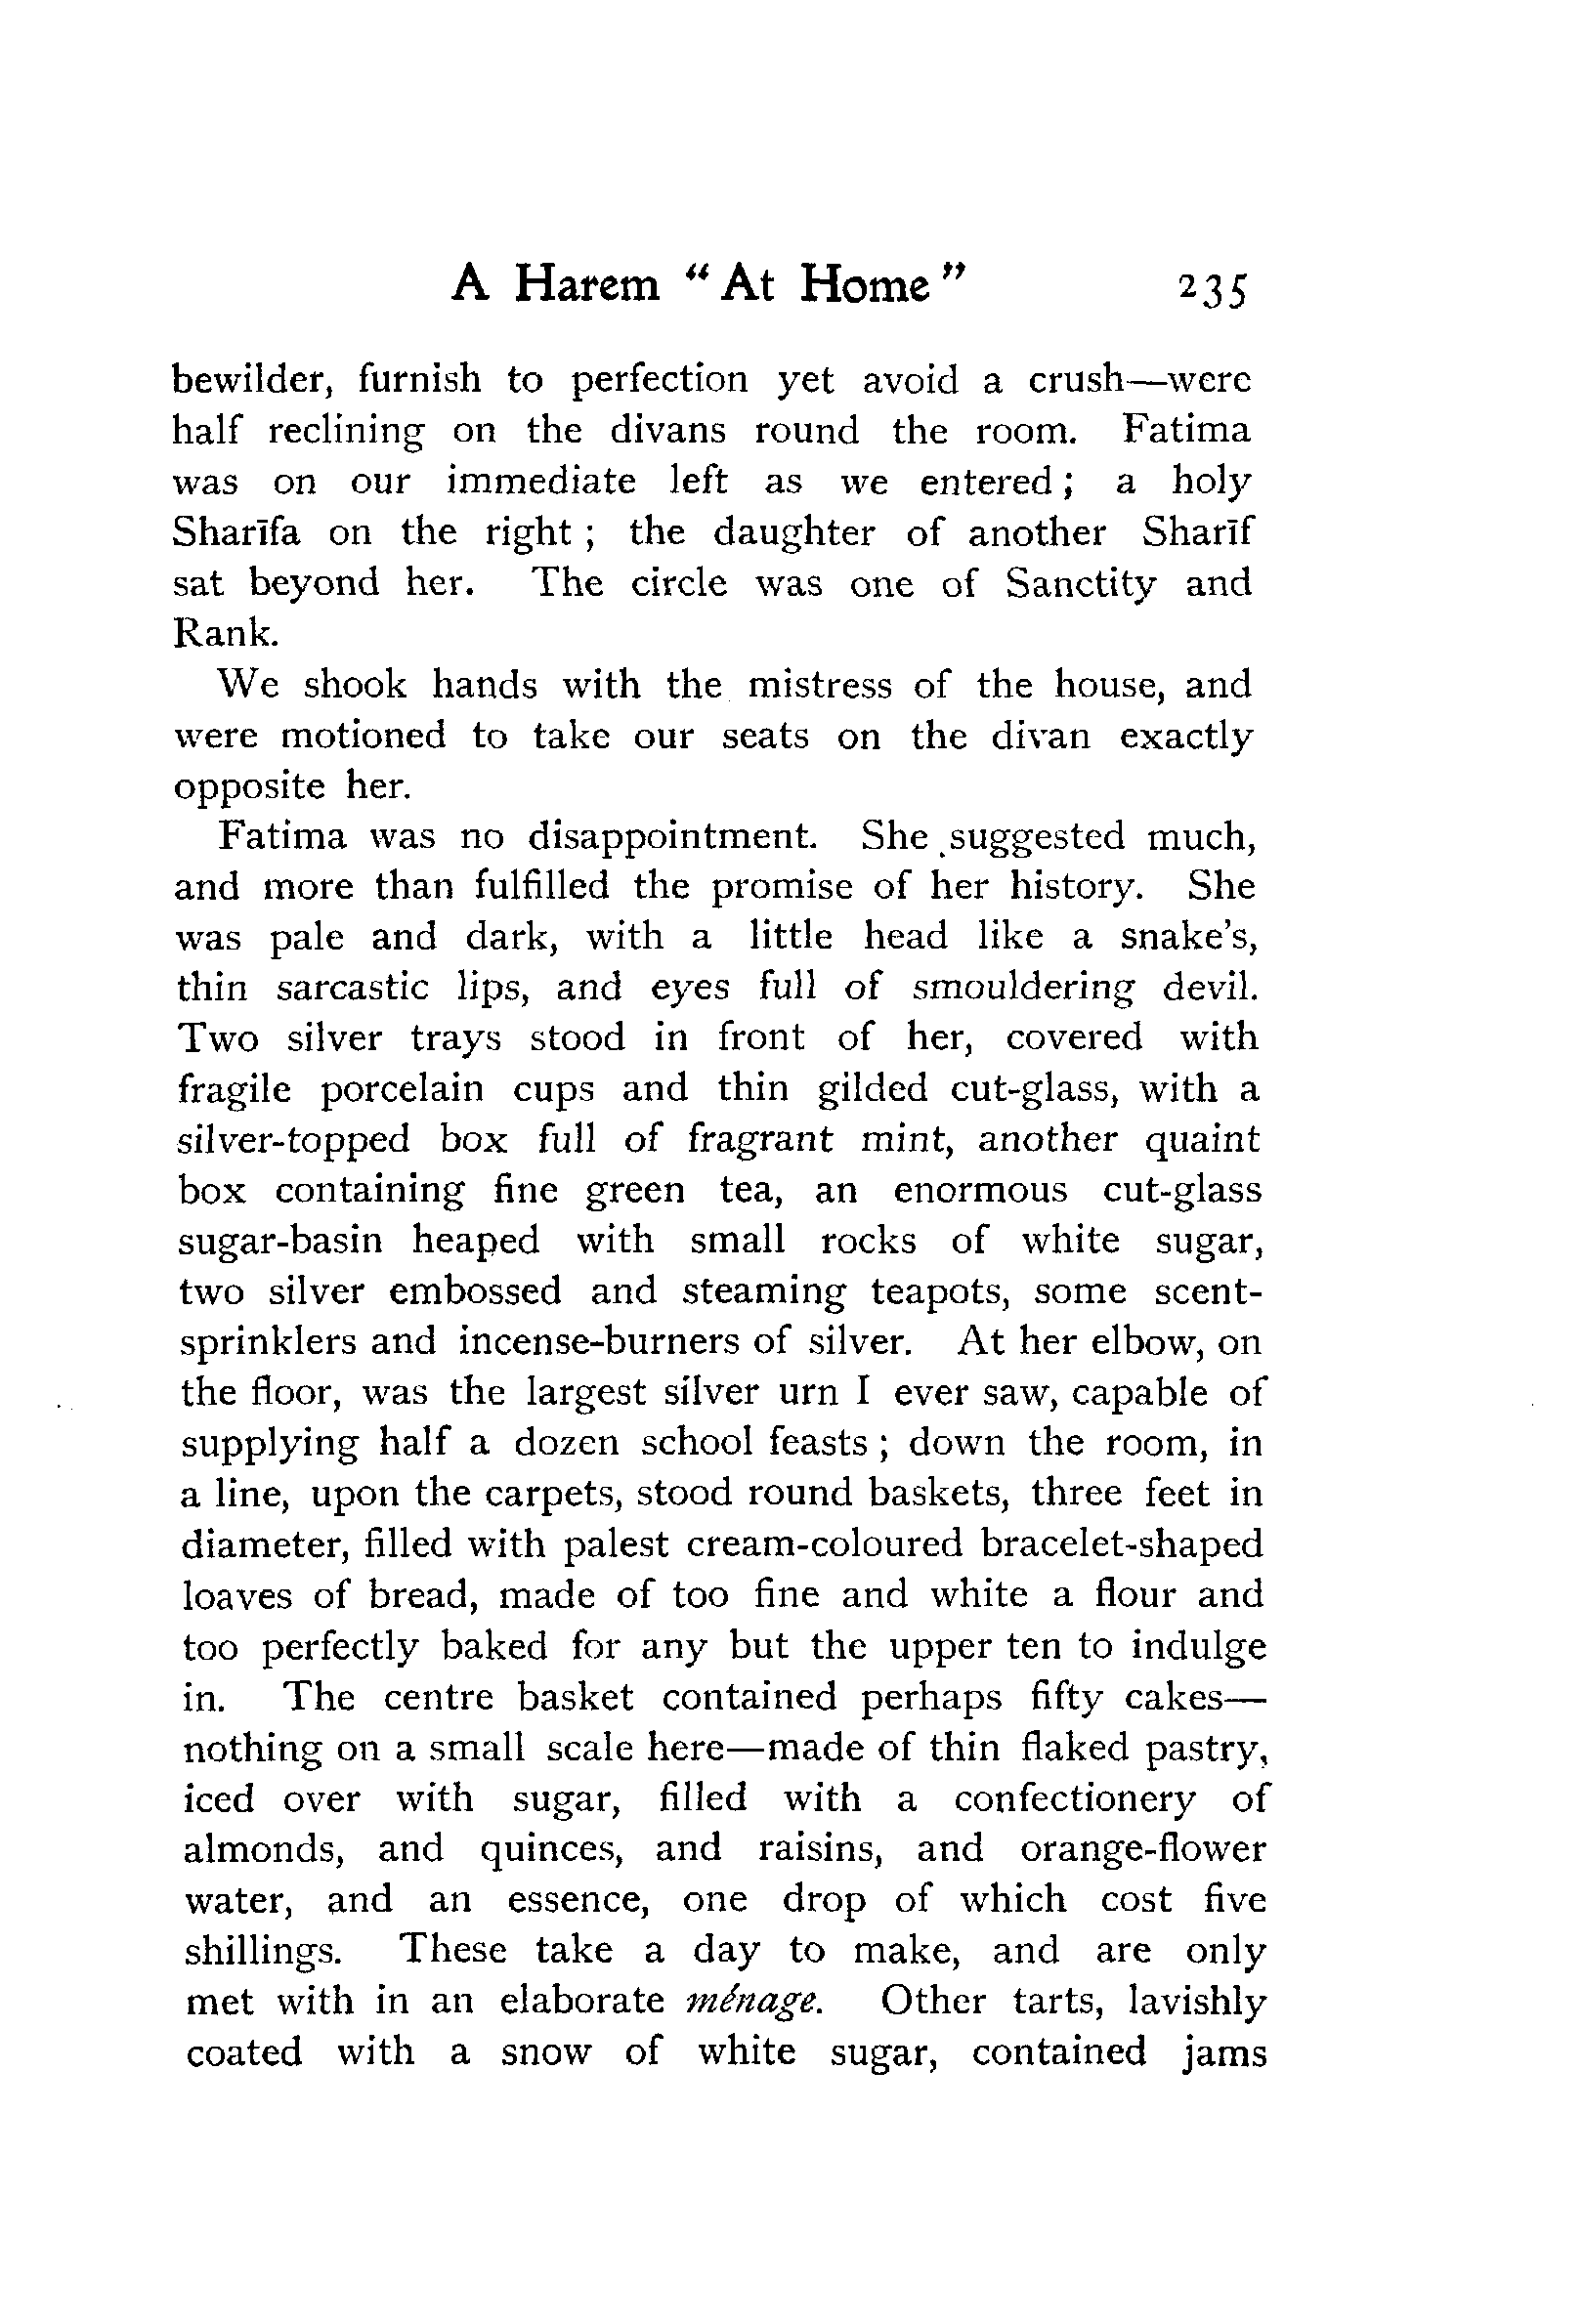 A Harem "At Home" 235
bewilder, furnish to perfection yet avoid a crush—were
half reclining on the divans round the room. Fatima
was on our immediate left as we entered; a holy
Sharīfa on the right; the daughter of another Sharīf
sat beyond her. The circle was one of Sanctity and
Rank.
We shook hands with the mistress of the house, and
were motioned to take our seats on the divan exactly
opposite her.
Fatima was no disappointment. She suggested much,
and more than fulfilled the promise of her history. She
was pale and dark, with a little head like a snake's,
thin sarcastic lips, and eyes full of smouldering devil.
Two silver trays stood in front of her, covered with
fragile porcelain cups and thin gilded cut-glass, with a
silver-topped box full of fragrant mint, another quaint
box containing fine green tea, an enormous cut-glass
sugar-basin heaped with small rocks of white sugar,
two silver embossed and steaming teapots, some scent-
sprinklers and incense-burners of silver. At her elbow, on
the floor, was the largest silver urn I ever saw, capable of
supplying half a dozen school feasts; down the room, in
a line, upon the carpets, stood round baskets, three feet in
diameter, filled with palest cream-coloured bracelet-shaped
loaves of bread, made of too fine and white a flour and
too perfectly baked for any but the upper ten to indulge
in. The centre basket contained perhaps fifty cakes—
nothing on a small scale here—made of thin flaked pastry,
iced over with sugar, filled with a confectionery of
almonds, and quinces, and raisins, and orange-flower
water, and an essence, one drop of which cost five
shillings. These take a day to make, and are only
met with in an elaborate ménage. Other tarts, lavishly
coated with a snow of white sugar, contained jams